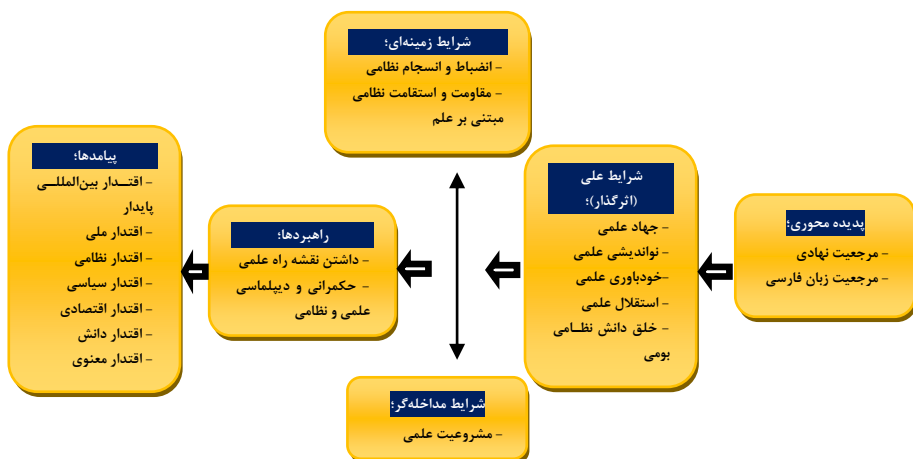 شرایط زمینه‌ای؛
- انضباط و انسجام نظامی
- مقاومت و استقامت نظامی
مبتنی بر علم
پدیده محوری؛
- مرجعیت نهادی
- مرجعیت زبان فارسی
شرایط علی
(اثرگذار)؛
- جهاد علمی
- نواندیشی علمی
-خودباوری علمی
- استقلال علمی
- خلق دانش نظــامی
بومی
راهبردها؛
- داشتن نقشه راه علمی
- حکمرانی و دیپلماسی
علمی و نظامی
پیامدها؛
- اقتــدار بین‌المللــی
پایدار
- اقتدار ملی
- اقتدار نظامی
- اقتدار سیاسی
- اقتدار اقتصادی
- اقتدار دانش
- اقتدار معنوی
شرایط مداخله‌گر؛
- مشروعیت علمی